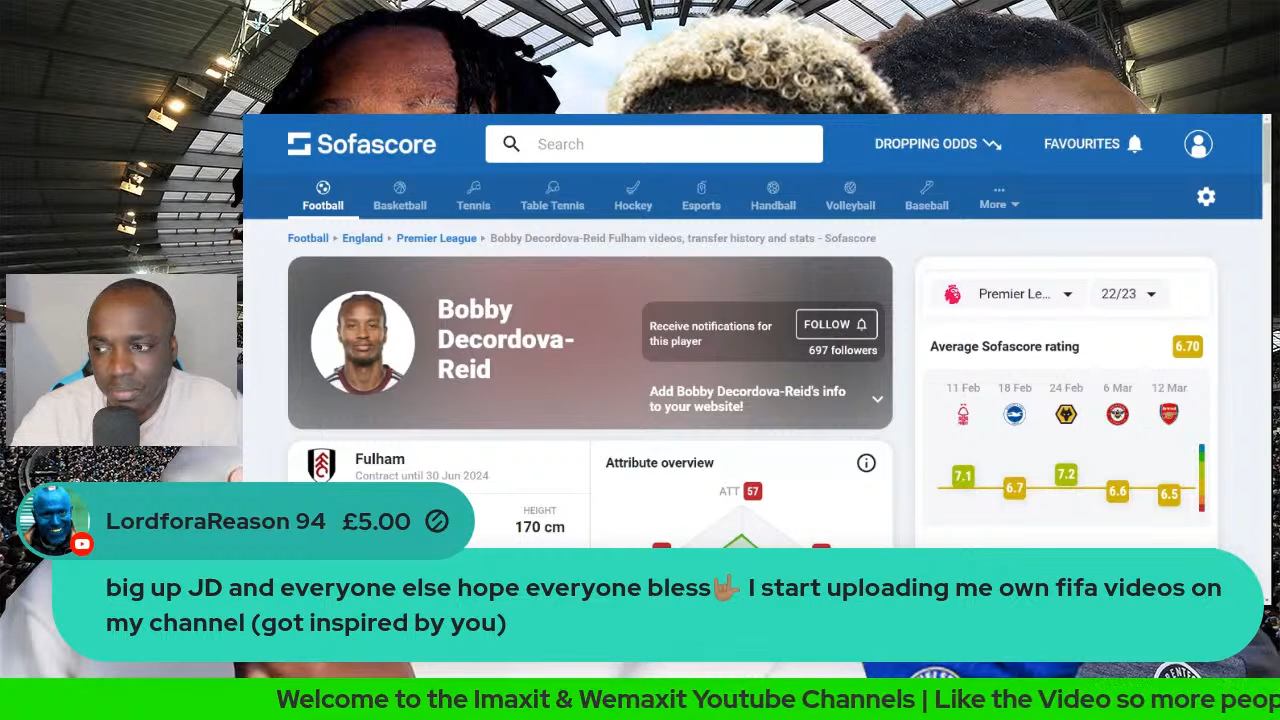 Sofascore
Search
DROPPING ODDS
FAVOURITES
Football
Basketball
Tennis
Table Tennis
Hockey
Esports
Handball
Volleyball
Baseball
More
Football England Premier League Bobby Decordova-Reid Fulham videos, transfer history and stats - Sofascore
Bobby
Decordova-
Reid
Receive notifications for
this player
FOLLOW
697 followers
Add Bobby Decordova-Reid's info
to your website!
Premier Le...
22/23
Average Sofascore rating
6.70
11 Feb 18 Feb 24 Feb 6 Mar 12 Mar
7.1 6.7 7.2 6.6 6.5
Fulham
Contract until 30 Jun 2024
HEIGHT
170 cm
Attribute overview
ATT 57
LordforaReason 94 £5.00
big up JD and everyone else hope everyone bless🤟🏽 I start uploading me own fifa videos on
my channel (got inspired by you)
Welcome to the Imaxit & Wemaxit Youtube Channels | Like the Video so more peop